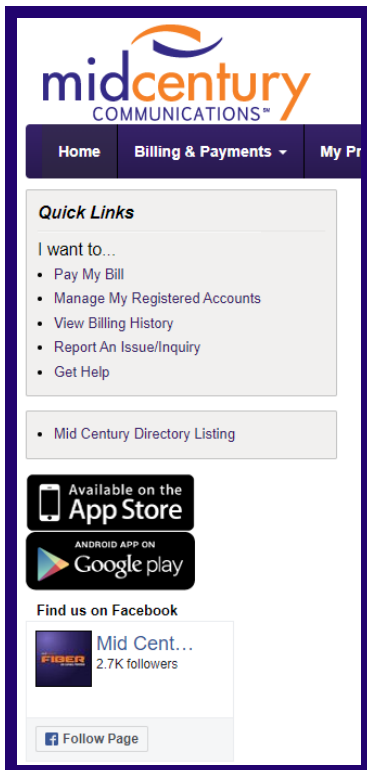 midcentury
COMMUNICATIONS℠
Home Billing & Payments My Pr
Quick Links
I want to...
Pay My Bill
Manage My Registered Accounts
View Billing History
Report An Issue/Inquiry
Get Help
Mid Century Directory Listing
Available on the
App Store
ANDROID APP ON
Google play
Find us on Facebook
Mid Cent...
FIBER
2.7K followers
Follow Page